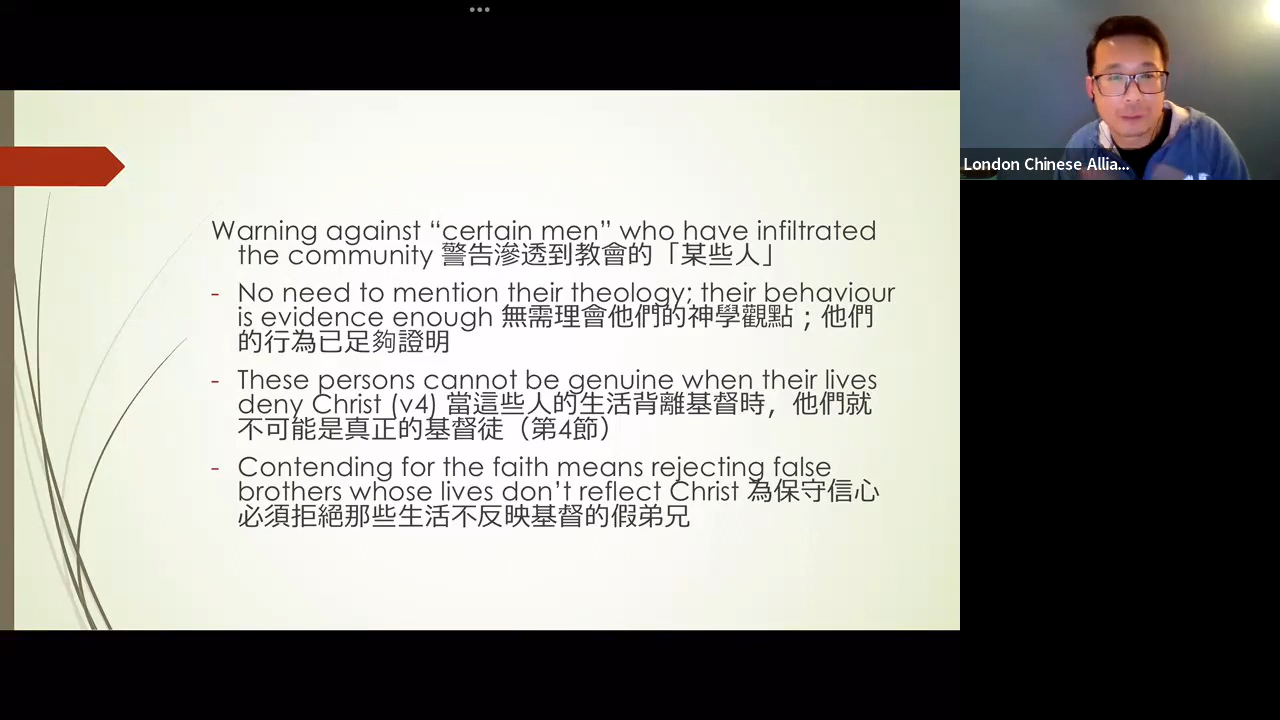 Warning against “certain men” who have infiltrated
the community 警告滲透到教會的「某些人」
- No need to mention their theology; their behaviour
is evidence enough 無需理會他們的神學觀點；他們
的行為已足夠證明
- These persons cannot be genuine when their lives
deny Christ (v4) 當這些人的生活背離基督時，他們就
不可能是真正的基督徒（第4節）
- Contending for the faith means rejecting false
brothers whose lives don’t reflect Christ 為保守信心
必須拒絕那些生活不反映基督的假弟兄
London Chinese Allia...